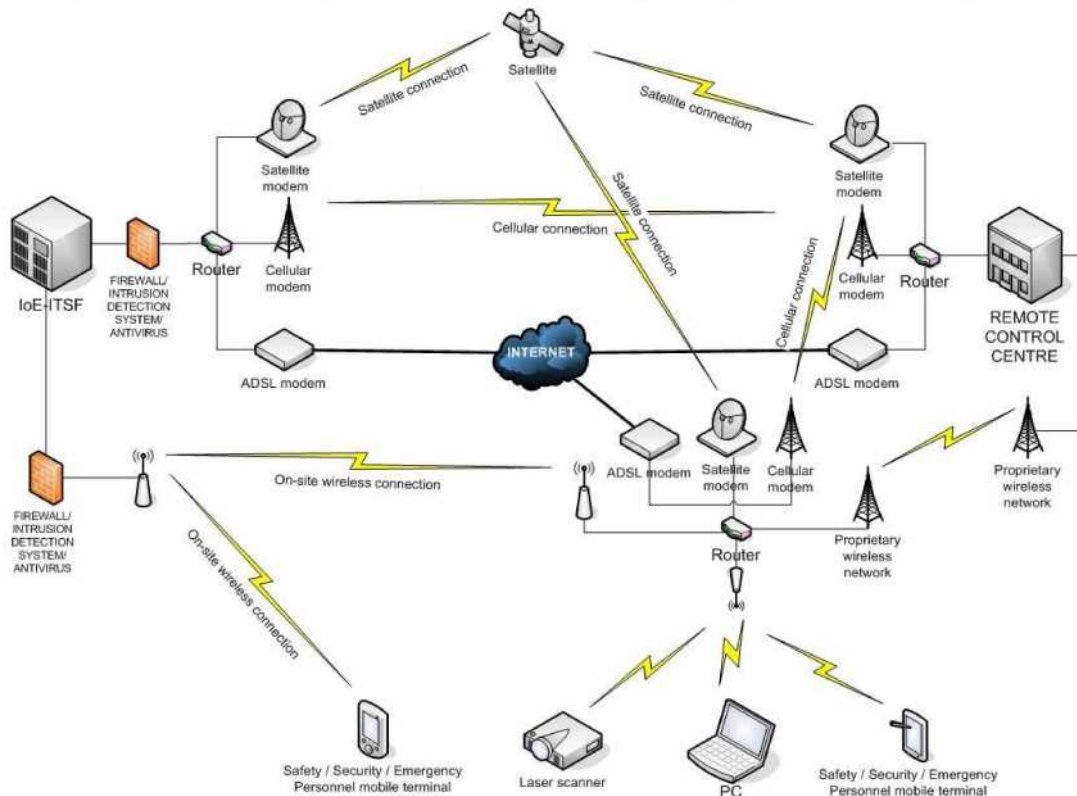 Satellite
Satellite connection
Satellite connection
Satellite
modem
Satellite
modem
Satellite connection
Cellular connection
IoE-ITSF
FIREWALL/
INTRUSION
DETECTION
SYSTEM/
ANTIVIRUS
Router
Cellular
modem
Cellular
modem
Router
Cellular connection
REMOTE
CONTROL
CENTRE
ADSL modem
INTERNET
ADSL modem
ADSL modem
Satellite
modem
Cellular
modem
Proprietary
wireless
network
On-site wireless connection
FIREWALL/
INTRUSION
DETECTION
SYSTEM/
ANTIVIRUS
Router
Proprietary
wireless
network
On-site wireless connection
Safety / Security / Emergency
Personnel mobile terminal
Laser scanner
PC
Safety / Security / Emergency
Personnel mobile terminal